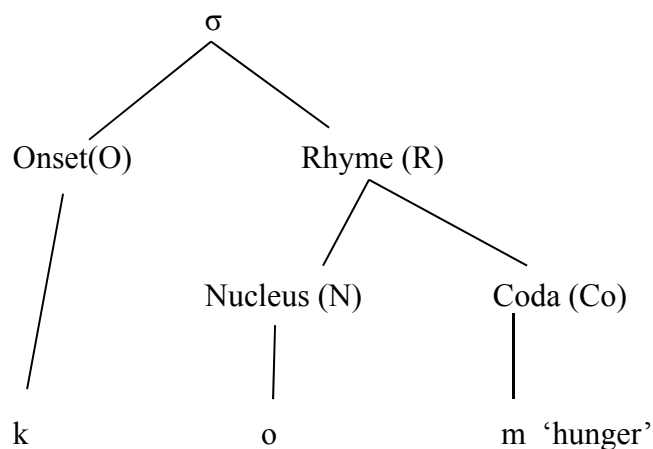 σ
Onset(O) Rhyme (R)
Nucleus (N) Coda (Co)
k o m ‘hunger’